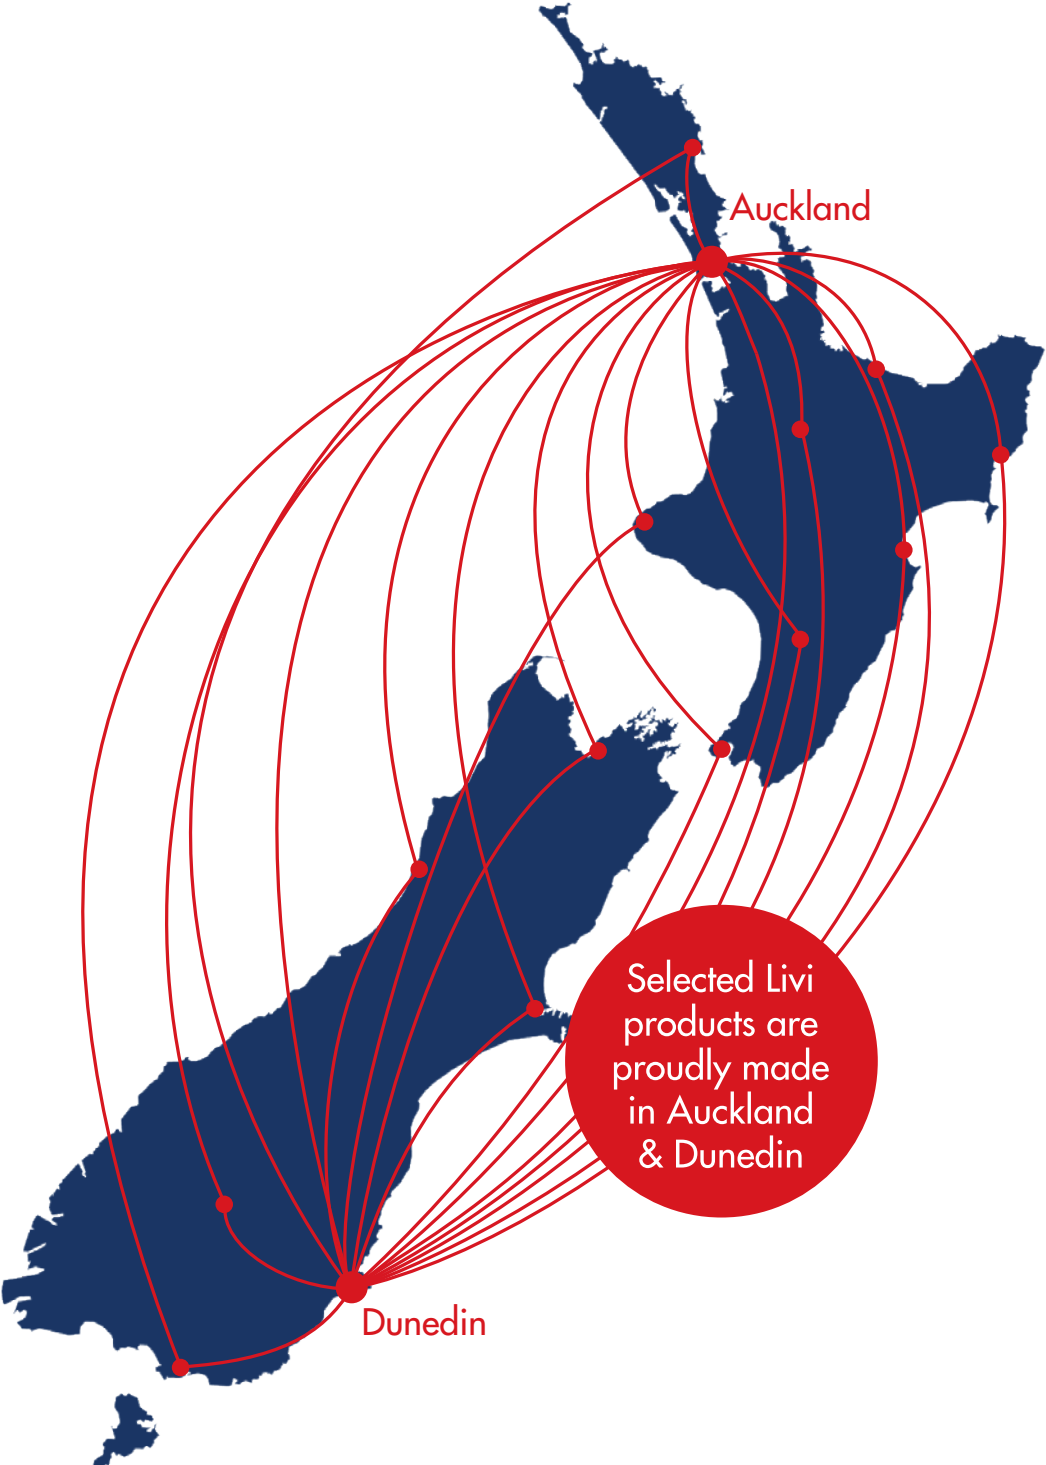 Auckland
Selected Livi
products are
proudly made
in Auckland
& Dunedin
Dunedin